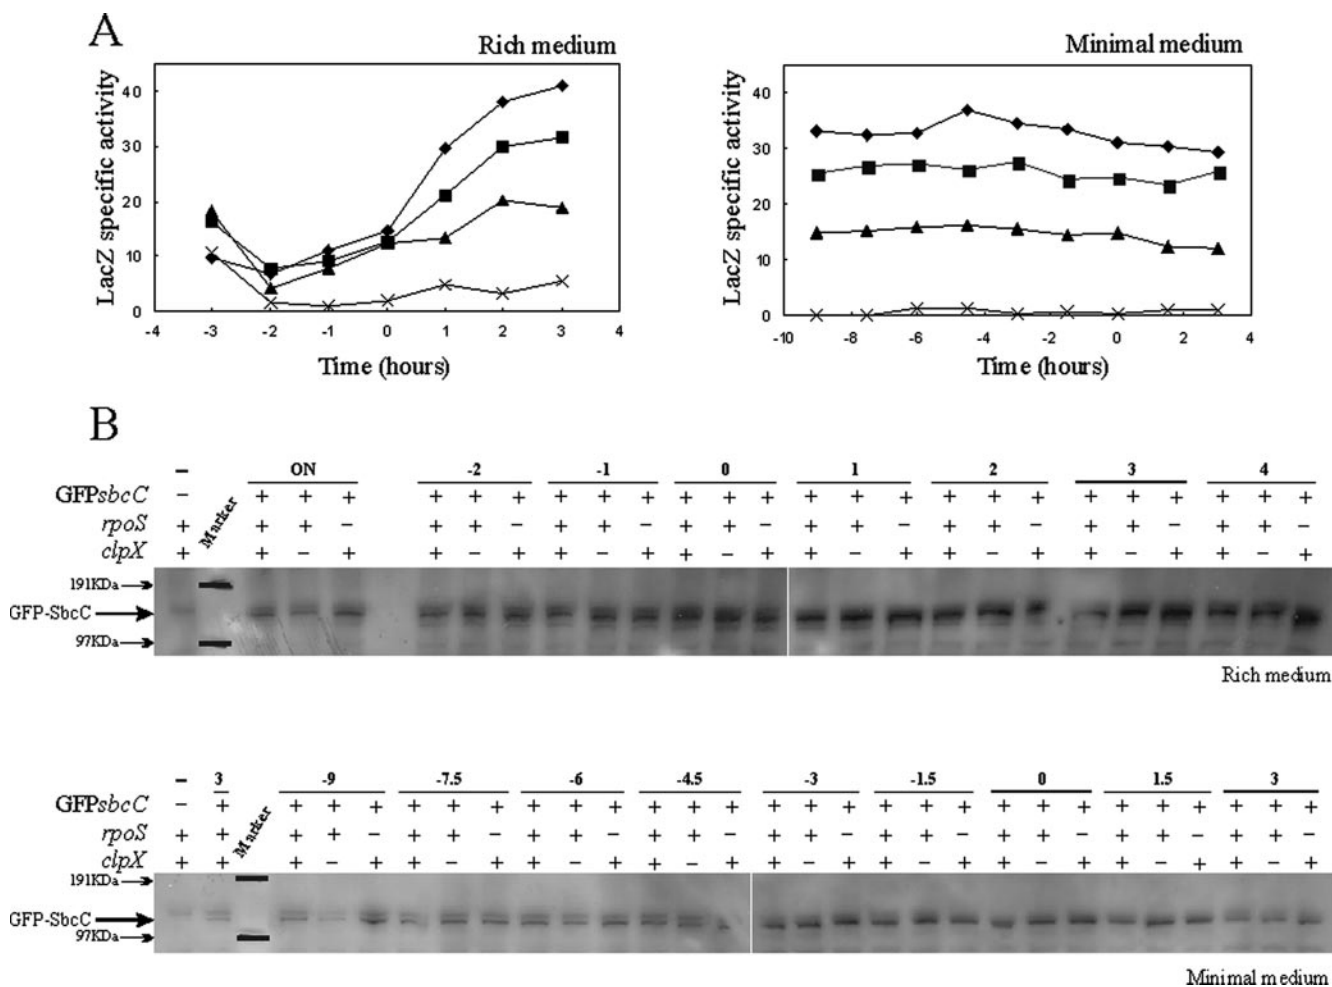 A
Rich medium
Minimal medium
LacZ specific activity
40
30
20
10
0
-4 -3 -2 -1 0 1 2 3 4
Time (hours)
LacZ specific activity
40
30
20
10
0
-10 -8 -6 -4 -2 0 2 4
Time (hours)
B
– ON -2 -1 0 1 2 3 4
GFPsbcC – + + + + + + + + + + + + + + + + + + + + + + + +
rpoS + + + – + + – + + – + + – + + – + + – + + – + + –
clpX + + – + + – + + – + + – + + – + + – + + – + + – +
Marker
191KDa
GFP-SbcC
97KDa
Rich medium
– 3 -9 -7.5 -6 -4.5 -3 -1.5 0 1.5 3
GFPsbcC – + + + + + + + + + + + + + + + + + + + + + + + + + + + +
rpoS + + + + – + + – + + – + + – + + – + + – + + – + + – + + –
clpX + + + – + + – + + – + + – + + – + + – + + – + + – + + – +
Marker
191KDa
GFP-SbcC
97KDa
Minimal medium